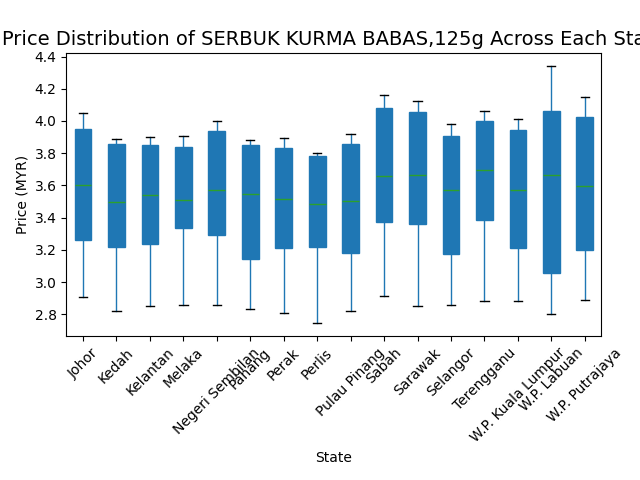 Price Distribution of SERBUK KURMA BABAS,125g Across Each Sta
4.4
4.2
4.0
3.8
3.6
3.4
3.2
3.0
2.8
Price (MYR)
Johor
Kedah
Kelantan
Melaka
Negeri Sembilan
Pahang
Perak
Perlis
Pulau Pinang
Sabah
Sarawak
Selangor
Terengganu
W.P. Kuala Lumpur
W.P. Labuan
W.P. Putrajaya
State